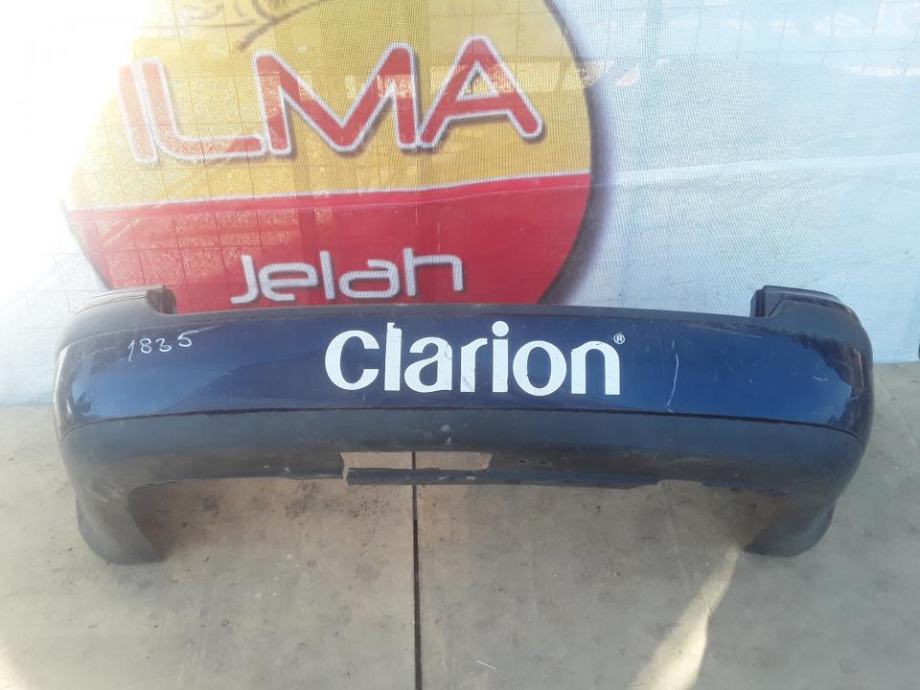 ILMA
Jelah
1835
Clarion®